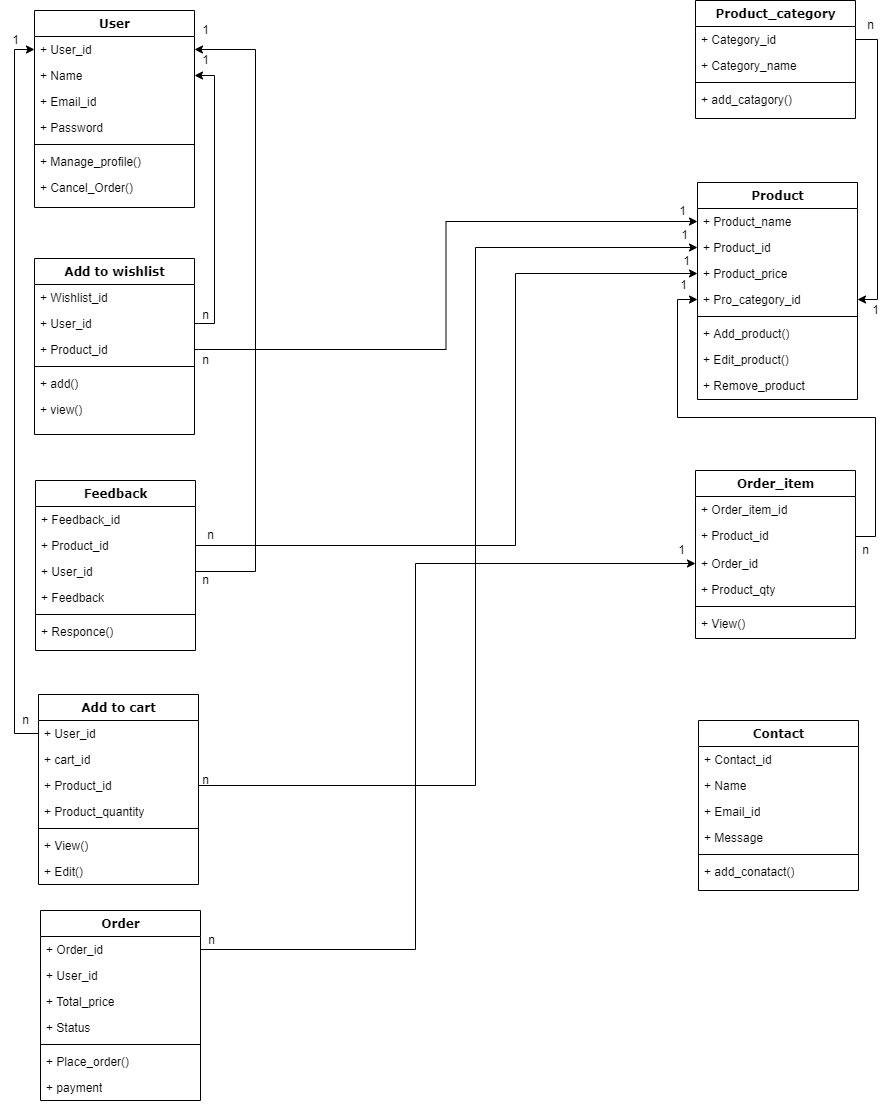 User
+ User_id
+ Name
+ Email_id
+ Password
+ Manage_profile()
+ Cancel_Order()
1
1
1
Product_category
+ Category_id
+ Category_name
+ add_catagory()
n
Add to wishlist
+ Wishlist_id
+ User_id
+ Product_id
+ add()
+ view()
n
n
Product
+ Product_name
+ Product_id
+ Product_price
+ Pro_category_id
+ Add_product()
+ Edit_product()
+ Remove_product
1
1
1
1
1
Feedback
+ Feedback_id
+ Product_id
+ User_id
+ Feedback
+ Responce()
n
n
Order_item
+ Order_item_id
+ Product_id
+ Order_id
+ Product_qty
+ View()
n
1
Add to cart
+ User_id
+ cart_id
+ Product_id
+ Product_quantity
+ View()
+ Edit()
n
n
Contact
+ Contact_id
+ Name
+ Email_id
+ Message
+ add_conatact()
Order
+ Order_id
+ User_id
+ Total_price
+ Status
+ Place_order()
+ payment
n